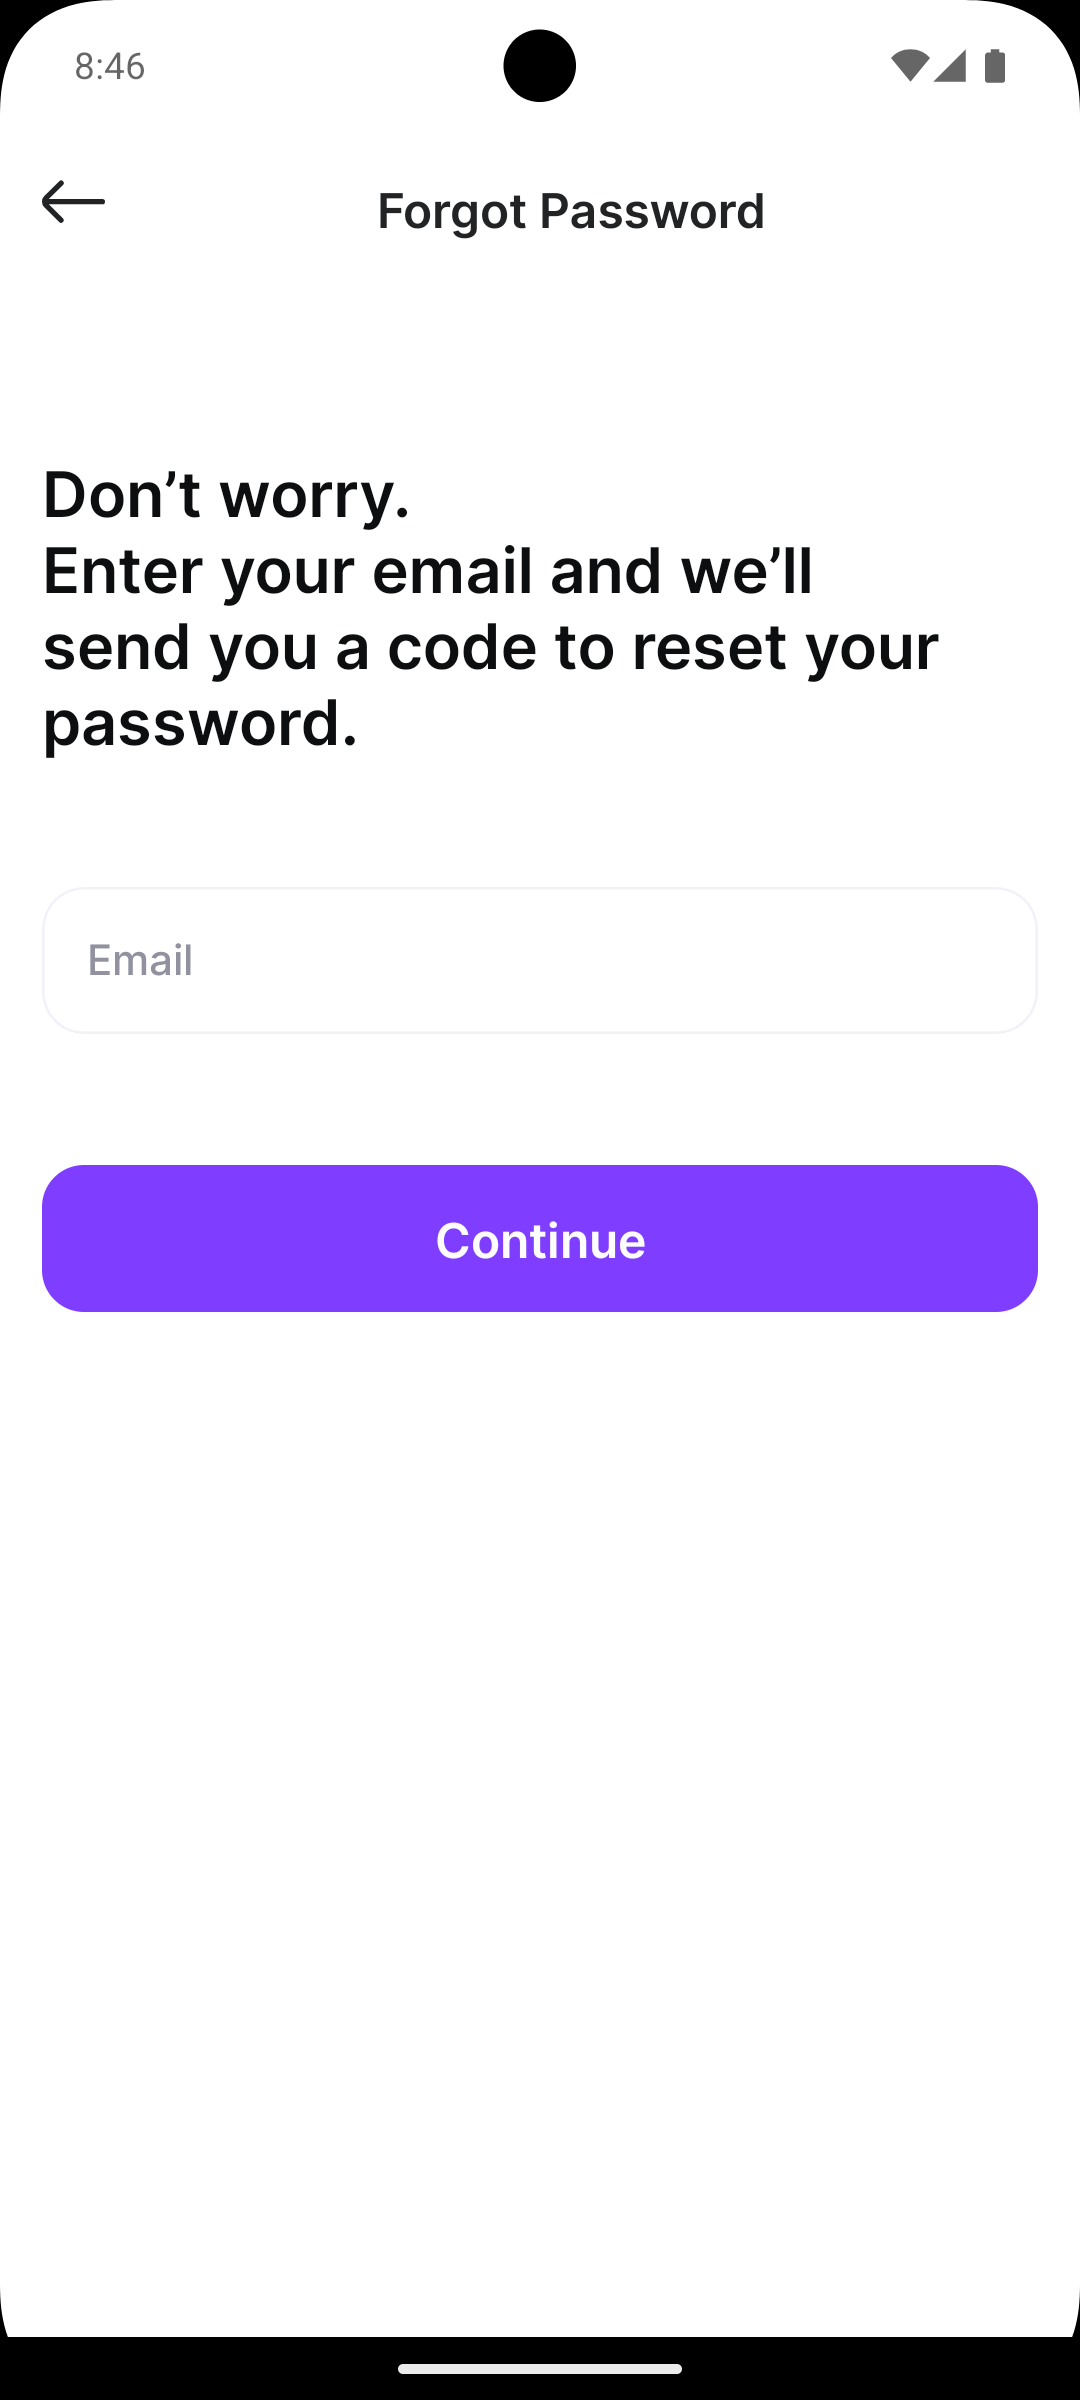 8:46
Forgot Password
Don’t worry.
Enter your email and we’ll
send you a code to reset your
password.
Email
Continue